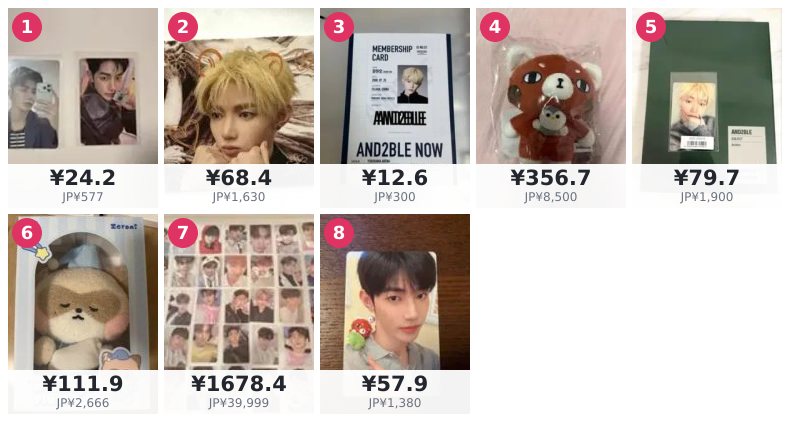 1
¥24.2
JP¥577
2
¥68.4
JP¥1,630
3
MEMBERSHIP
CARD
AND2BLE NOW
¥12.6
JP¥300
4
¥356.7
JP¥8,500
5
AND2BLE
¥79.7
JP¥1,900
6
¥111.9
JP¥2,666
7
¥1678.4
JP¥39,999
8
¥57.9
JP¥1,380